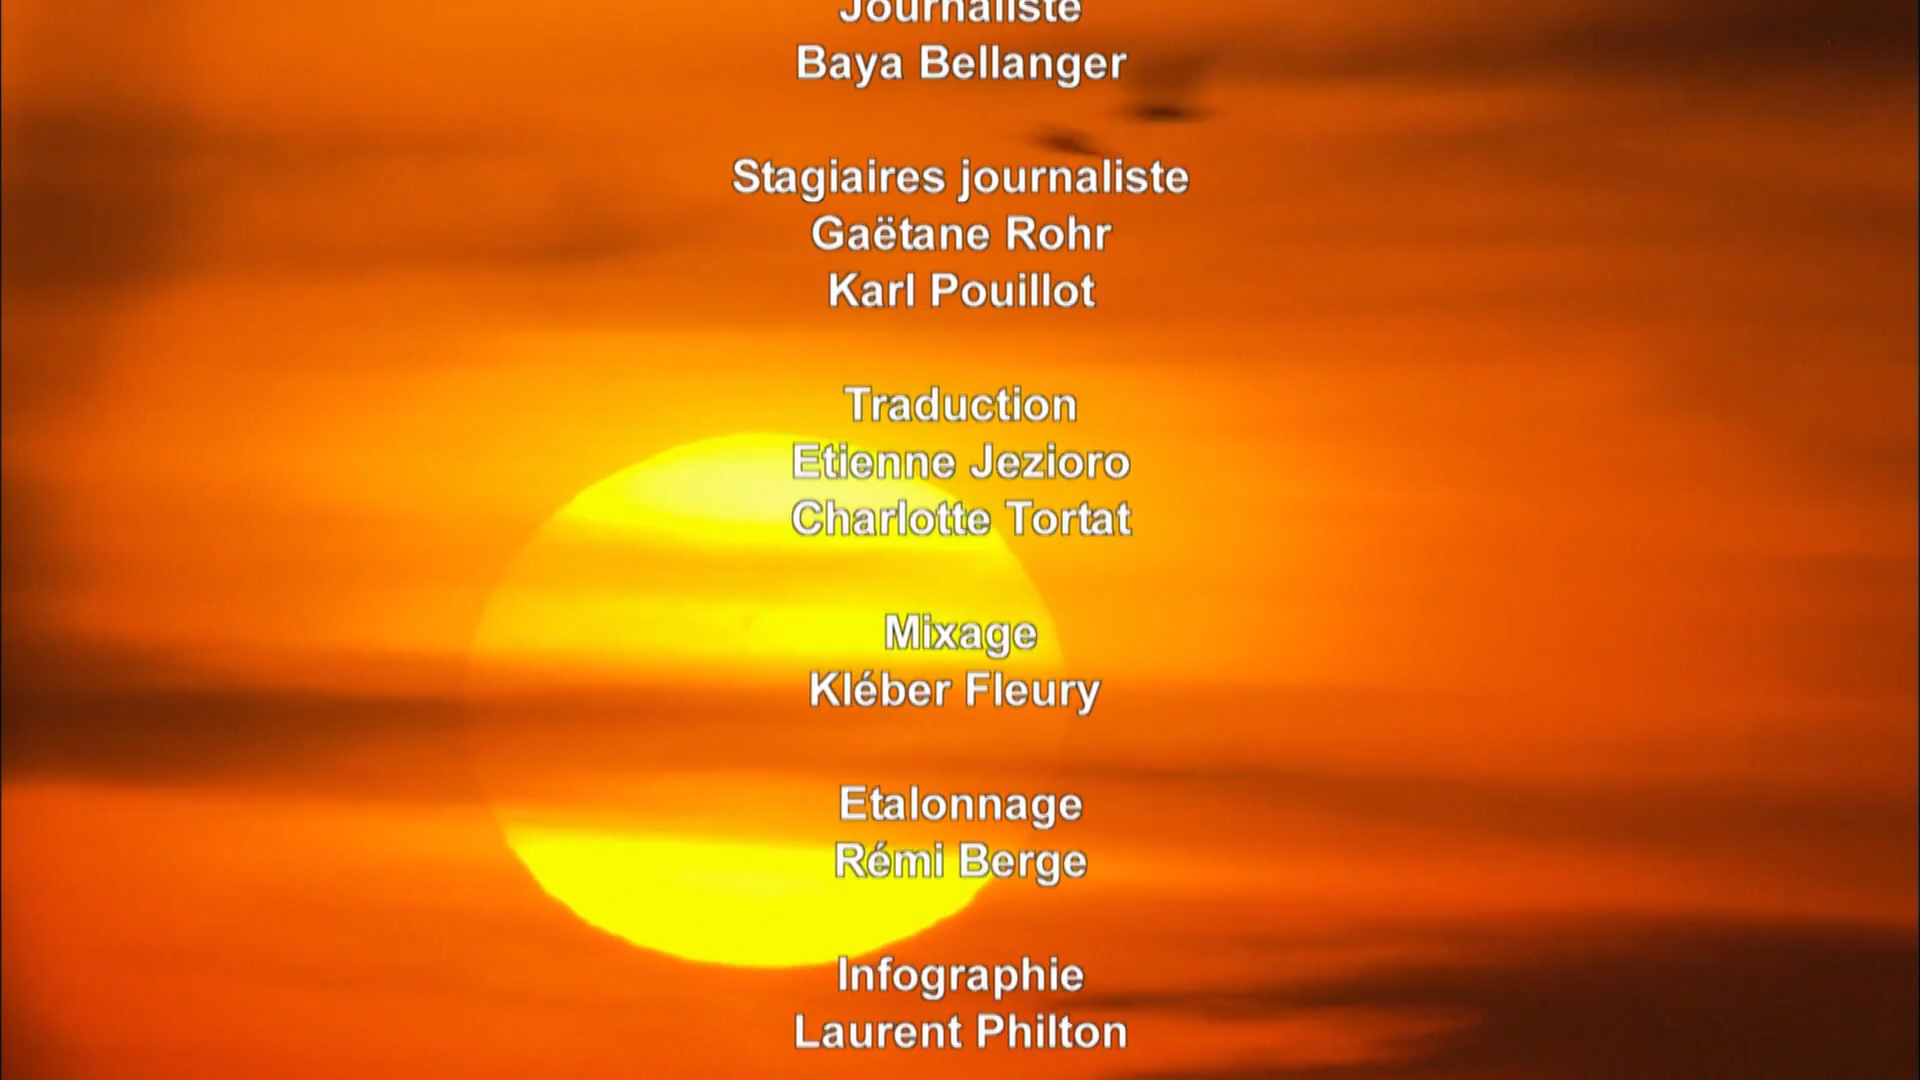 Journaliste
Baya Bellanger
Stagiaires journaliste
Gaëtane Rohr
Karl Pouillot
Traduction
Etienne Jezioro
Charlotte Tortat
Mixage
Kléber Fleury
Etalonnage
Rémi Berge
Infographie
Laurent Philton